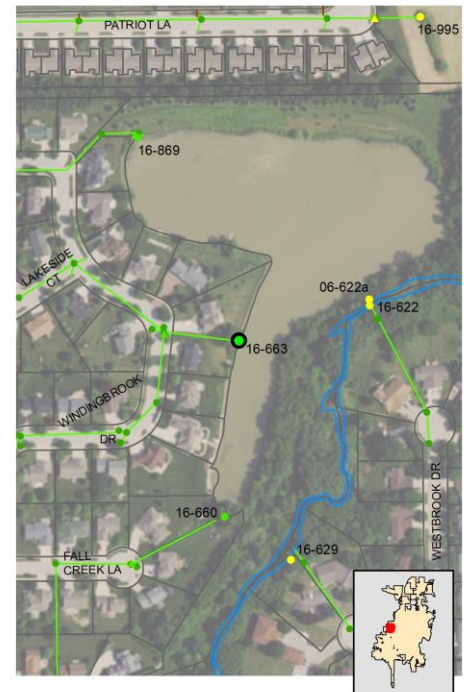 PATRIOT LA
16-995
16-869
LAKESIDE
CT
06-622a
16-622
16-663
WINDINGBROOK
DR
WESTBROOK DR
16-660
16-629
FALL
CREEK LA